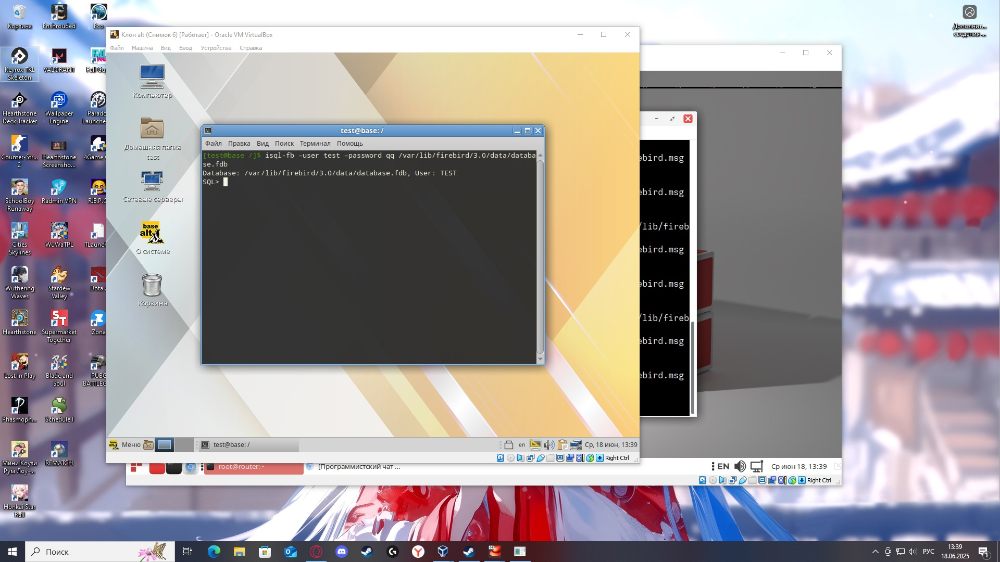 Корзина
Enshrouded
Eco
Keyrox TKL
Skeleton
VALORANT
Fall Gu
Hearthstone
Deck Tracker
Wallpaper
Engine
Parado
Launche
Counter-Str...
2
Hearthstone
Screensho...
4Game
SchoolBoy
Runaway
Radmin VPN
R.E.P.O
Cities
Skylines
WuWaTPL
TLaunch
Wuthering
Waves
Stardew
Valley
Dota 2
Hearthstone
Supermarket
Together
Zona
Lost in Play
Blade and
Soul
PUBG
BATTLEG
Phasmoph...
Schedule I
Мини Коузи
Рум Лоу-...
REMATCH
Honkai Star
Rail
Дополнит...
сведения ...
Клон alt (Снимок 6) [Работает] - Oracle VM VirtualBox
Файл Машина Вид Ввод Устройства Справка
Компьютер
Домашняя папка
test
Сетевые серверы
base
alt
О системе
Корзина
test@base: /
Файл Правка Вид Поиск Терминал Помощь
[test@base /]$ isql-fb -user test -password qq /var/lib/firebird/3.0/data/databa
se.fdb
Database: /var/lib/firebird/3.0/data/database.fdb, User: TEST
SQL>
ebird.msg
ebird.msg
/lib/fireb
ebird.msg
ebird.msg
/lib/fireb
ebird.msg
ebird.msg
Меню
test@base: /
en
Ср, 18 июн, 13:39
Right Ctrl
root@router:~
[Программистский чат ...
EN
Ср июн 18, 13:39
Right Ctrl
Поиск
РУС
13:39
18.06.2025
1